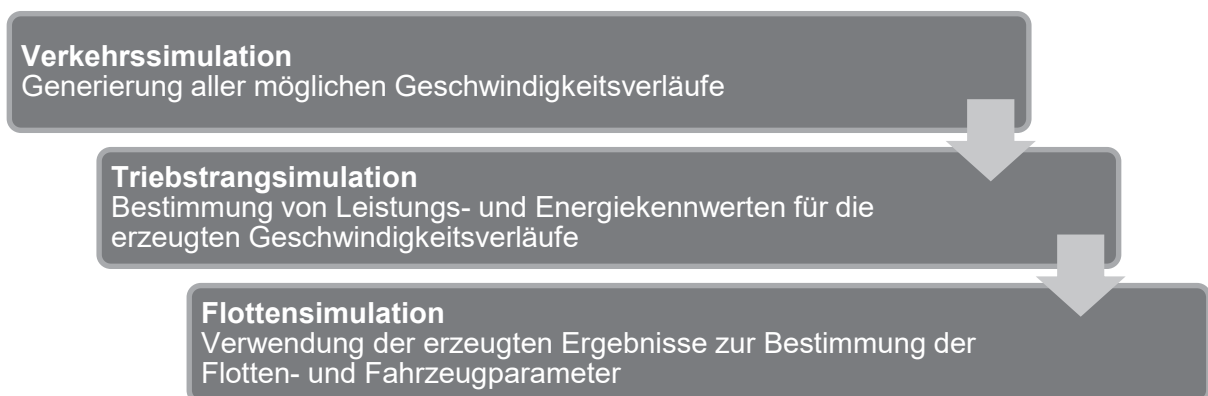 Verkehrssimulation
Generierung aller möglichen Geschwindigkeitsverläufe
Triebstrangsimulation
Bestimmung von Leistungs- und Energiekennwerten für die
erzeugten Geschwindigkeitsverläufe
Flottensimulation
Verwendung der erzeugten Ergebnisse zur Bestimmung der
Flotten- und Fahrzeugparameter